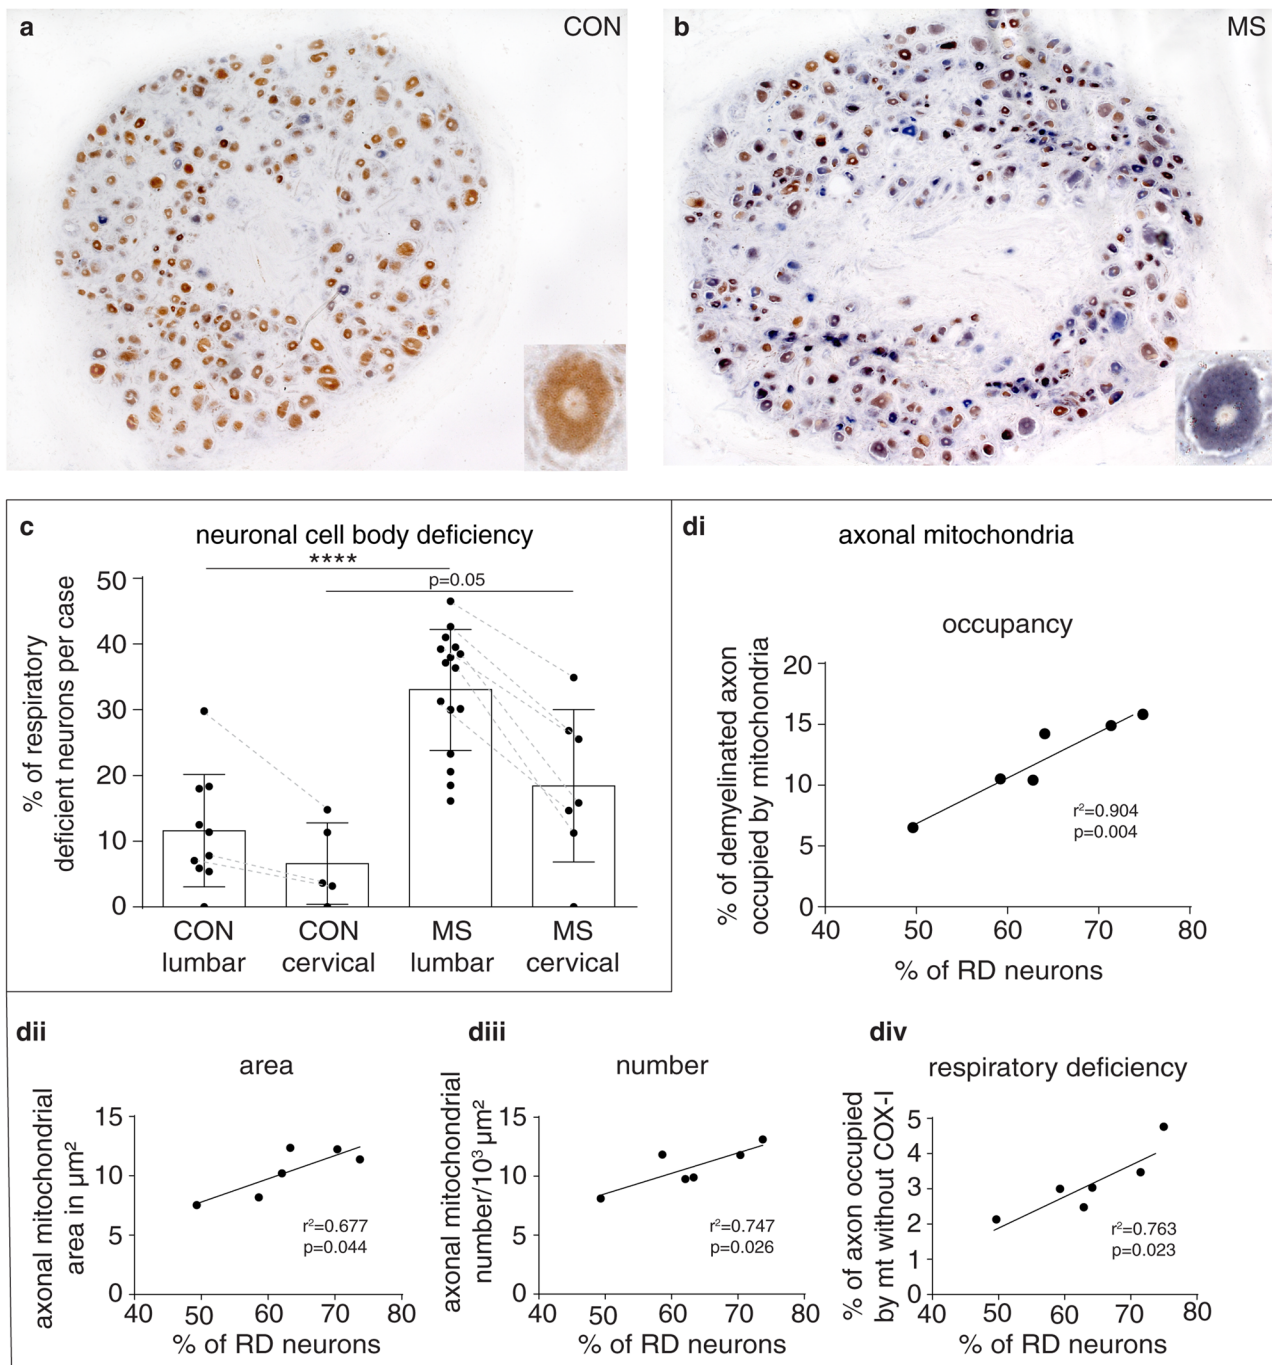 a
CON
b
MS
c
neuronal cell body deficiency
****
p=0.05
% of respiratory
deficient neurons per case
50
40
30
20
10
0
CON
lumbar
CON
cervical
MS
lumbar
MS
cervical
di
axonal mitochondria
occupancy
% of demyelinated axon
occupied by mitochondria
20
15
10
5
0
r²=0.904
p=0.004
40 50 60 70 80
% of RD neurons
dii
area
axonal mitochondrial
area in µm²
15
10
5
0
r²=0.677
p=0.044
40 50 60 70 80
% of RD neurons
diii
number
axonal mitochondrial
number/10³ µm²
15
10
5
0
r²=0.747
p=0.026
40 50 60 70 80
% of RD neurons
div
respiratory deficiency
% of axon occupied
by mt without COX-I
5
4
3
2
1
0
r²=0.763
p=0.023
40 50 60 70 80
% of RD neurons